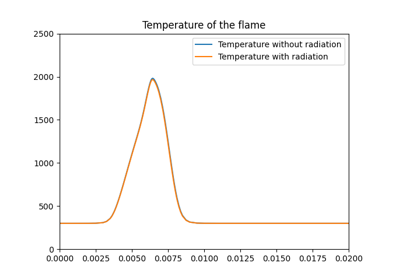 Temperature of the flame
2500
2000
1500
1000
500
0
Temperature without radiation
Temperature with radiation
0.0000 0.0025 0.0050 0.0075 0.0100 0.0125 0.0150 0.0175 0.0200